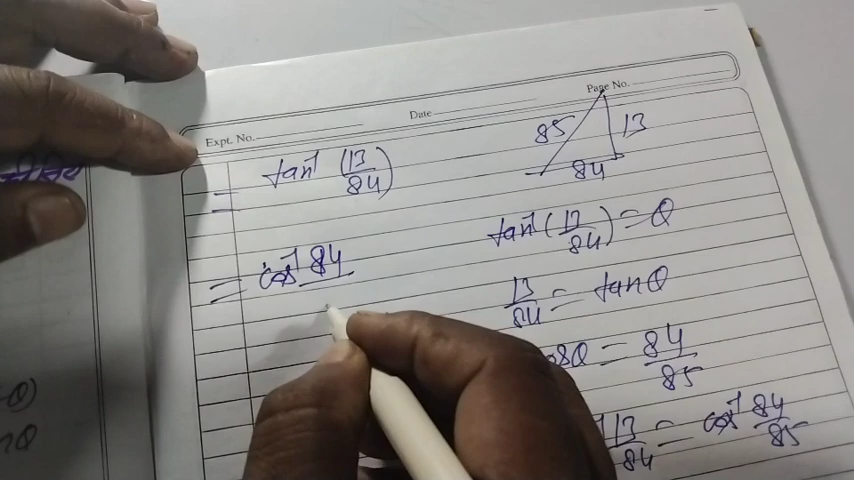 Expt. No. Date Page No.
= tan⁻¹ (13/84)
85 13
84
tan⁻¹(13/84) = θ
= cos⁻¹ 84
13/84 = tanθ
osθ = 84/85
13/84 = cos⁻¹ 84/85